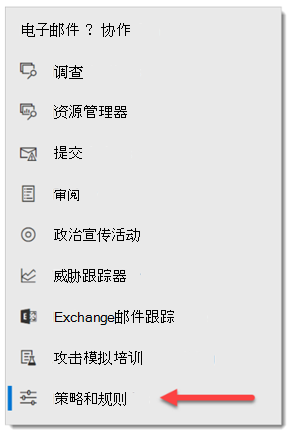 电子邮件 ? 协作
调查
资源管理器
提交
审阅
政治宣传活动
威胁跟踪器
Exchange邮件跟踪
攻击模拟培训
策略和规则